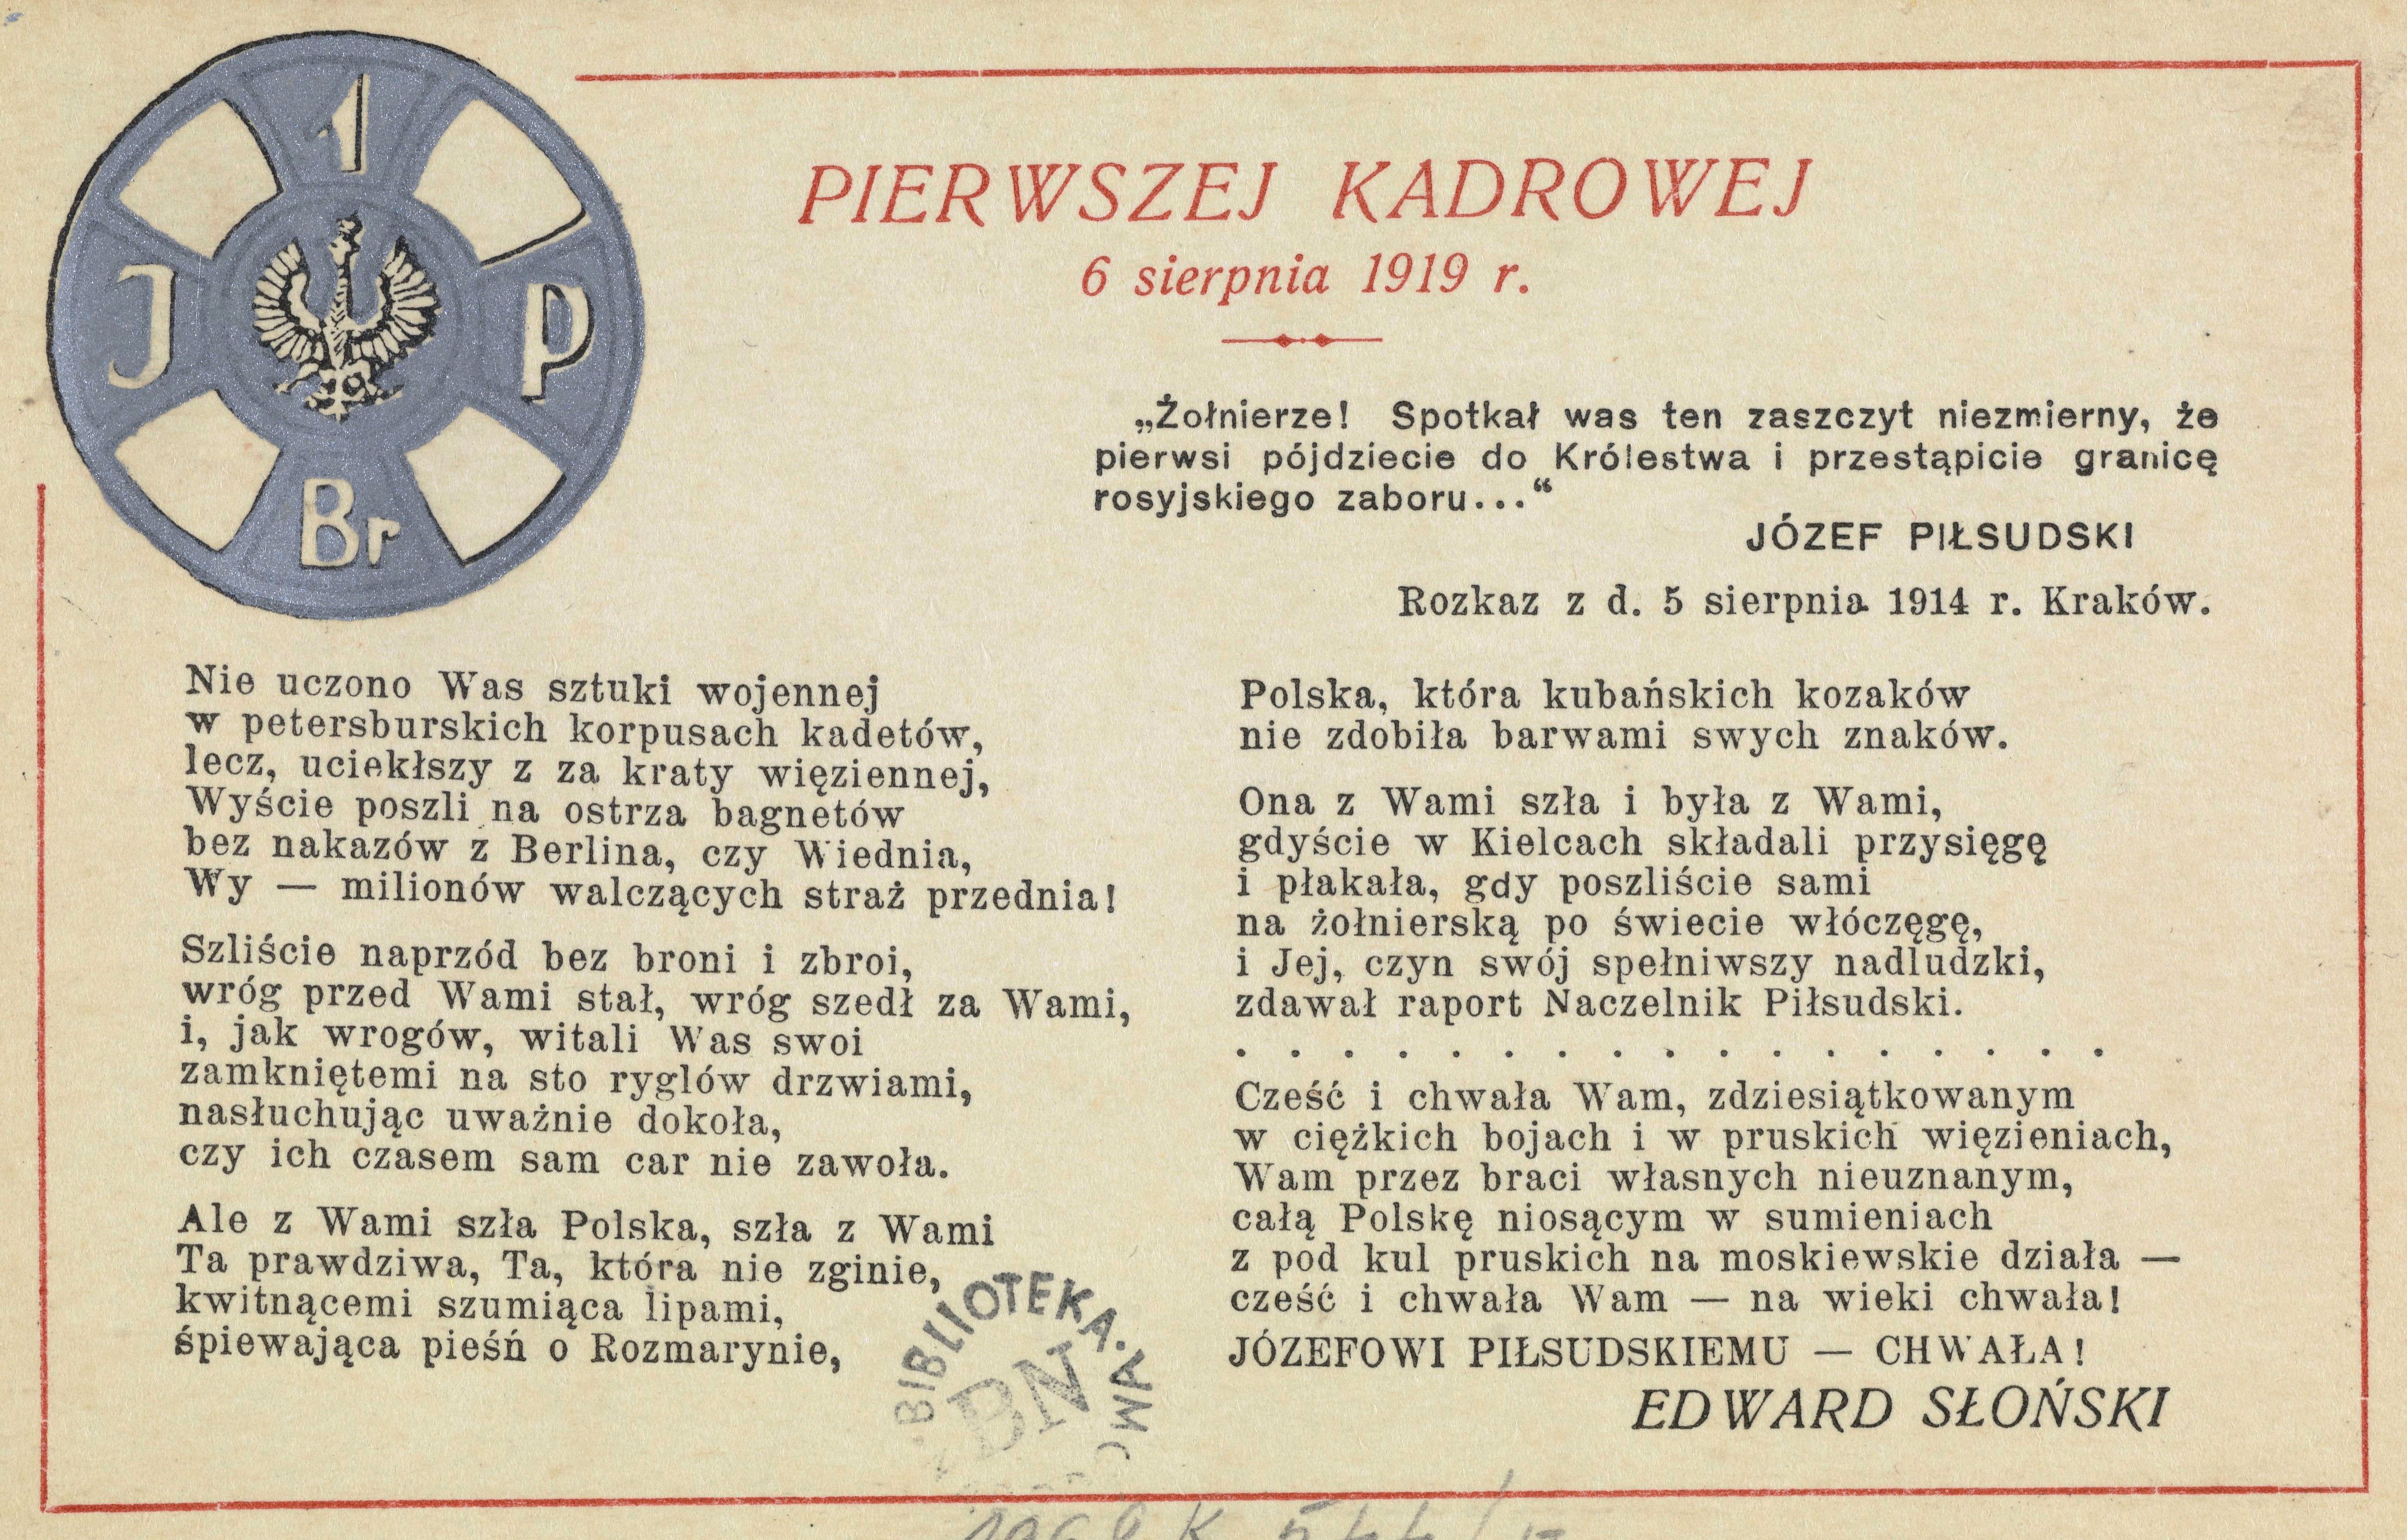 1
J P
Br
PIERWSZEJ KADROWEJ
6 sierpnia 1919 r.
„Żołnierze! Spotkał was ten zaszczyt niezmierny, że
pierwsi pójdziecie do Królestwa i przestąpicie granicę
rosyjskiego zaboru...“
JÓZEF PIŁSUDSKI
Rozkaz z d. 5 sierpnia 1914 r. Kraków.
Nie uczono Was sztuki wojennej
w petersburskich korpusach kadetów,
lecz, uciekłszy z za kraty więziennej,
Wyście poszli na ostrza bagnetów
bez nakazów z Berlina, czy Wiednia,
Wy — milionów walczących straż przednia!
Szliście naprzód bez broni i zbroi,
wróg przed Wami stał, wróg szedł za Wami,
i, jak wrogów, witali Was swoi
zamkniętemi na sto ryglów drzwiami,
nasłuchując uważnie dokoła,
czy ich czasem sam car nie zawoła.
Ale z Wami szła Polska, szła z Wami
Ta prawdziwa, Ta, która nie zginie,
kwitnącemi szumiąca lipami,
śpiewająca pieśń o Rozmarynie,
Polska, która kubańskich kozaków
nie zdobiła barwami swych znaków.
Ona z Wami szła i była z Wami,
gdyście w Kielcach składali przysięgę
i płakała, gdy poszliście sami
na żołnierską po świecie włóczęgę,
i Jej, czyn swój spełniwszy nadludzki,
zdawał raport Naczelnik Piłsudski.
. . . . . . . . . . . . . . . . .
Cześć i chwała Wam, zdziesiątkowanym
w ciężkich bojach i w pruskich więzieniach,
Wam przez braci własnych nieuznanym,
całą Polskę niosącym w sumieniach
z pod kul pruskich na moskiewskie działa —
cześć i chwała Wam — na wieki chwała!
JÓZEFOWI PIŁSUDSKIEMU — CHWAŁA!
EDWARD SŁOŃSKI
BIBLIOTEKA
BN